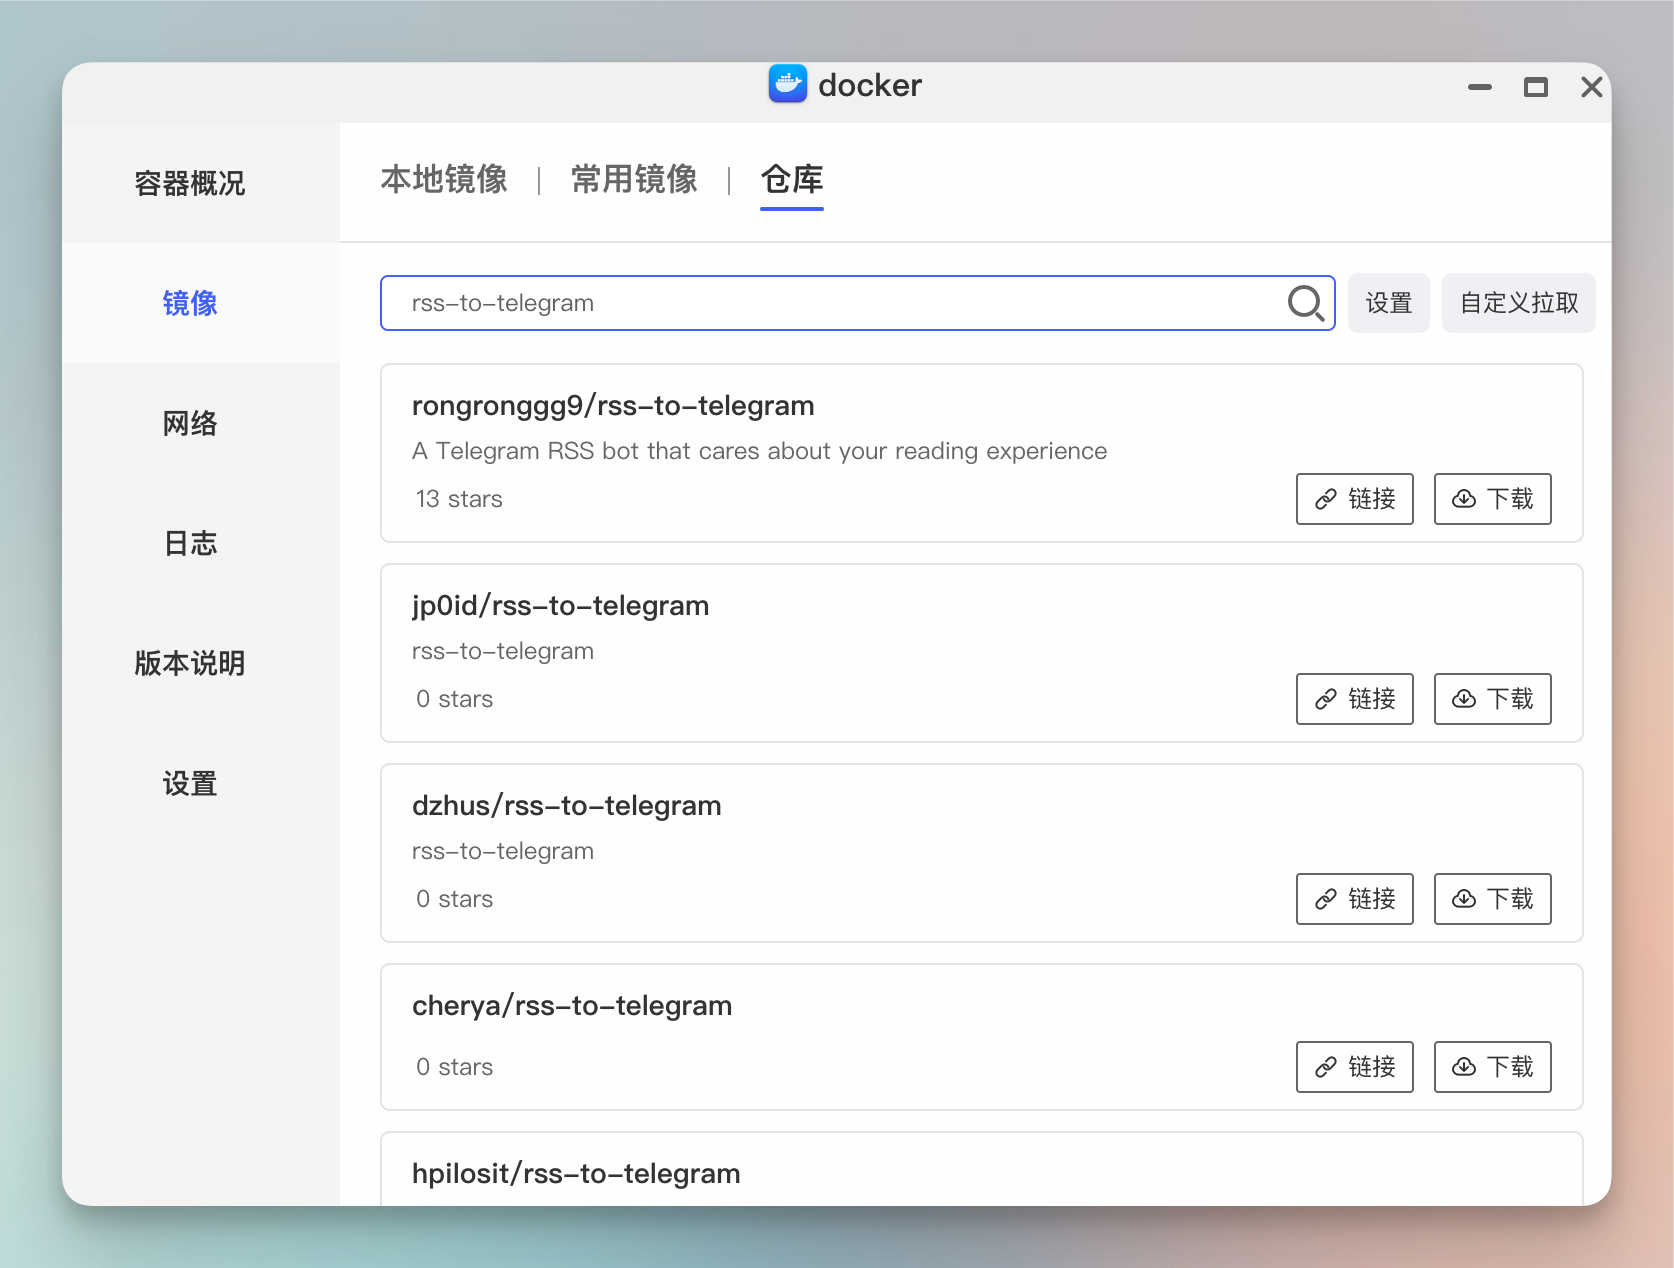 docker
容器概况
镜像
网络
日志
版本说明
设置
本地镜像 | 常用镜像 | 仓库
rss-to-telegram
设置
自定义拉取
rongronggg9/rss-to-telegram
A Telegram RSS bot that cares about your reading experience
13 stars
链接
下载
jp0id/rss-to-telegram
rss-to-telegram
0 stars
链接
下载
dzhus/rss-to-telegram
rss-to-telegram
0 stars
链接
下载
cherya/rss-to-telegram
0 stars
链接
下载
hpilosit/rss-to-telegram